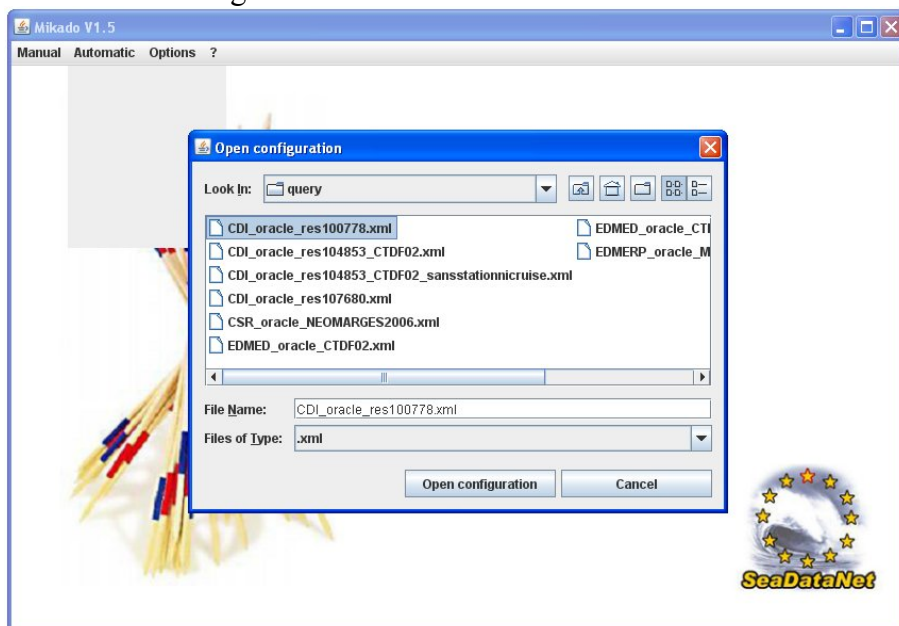 Mikado V1.5
Manual Automatic Options ?
Open configuration
Look In: query
CDI_oracle_res100778.xml
CDI_oracle_res104853_CTDF02.xml
CDI_oracle_res104853_CTDF02_sansstationnicruise.xml
CDI_oracle_res107680.xml
CSR_oracle_NEOMARGES2006.xml
EDMED_oracle_CTDF02.xml
EDMED_oracle_CTI
EDMERP_oracle_M
File Name: CDI_oracle_res100778.xml
Files of Type: .xml
Open configuration Cancel
SeaDataNet